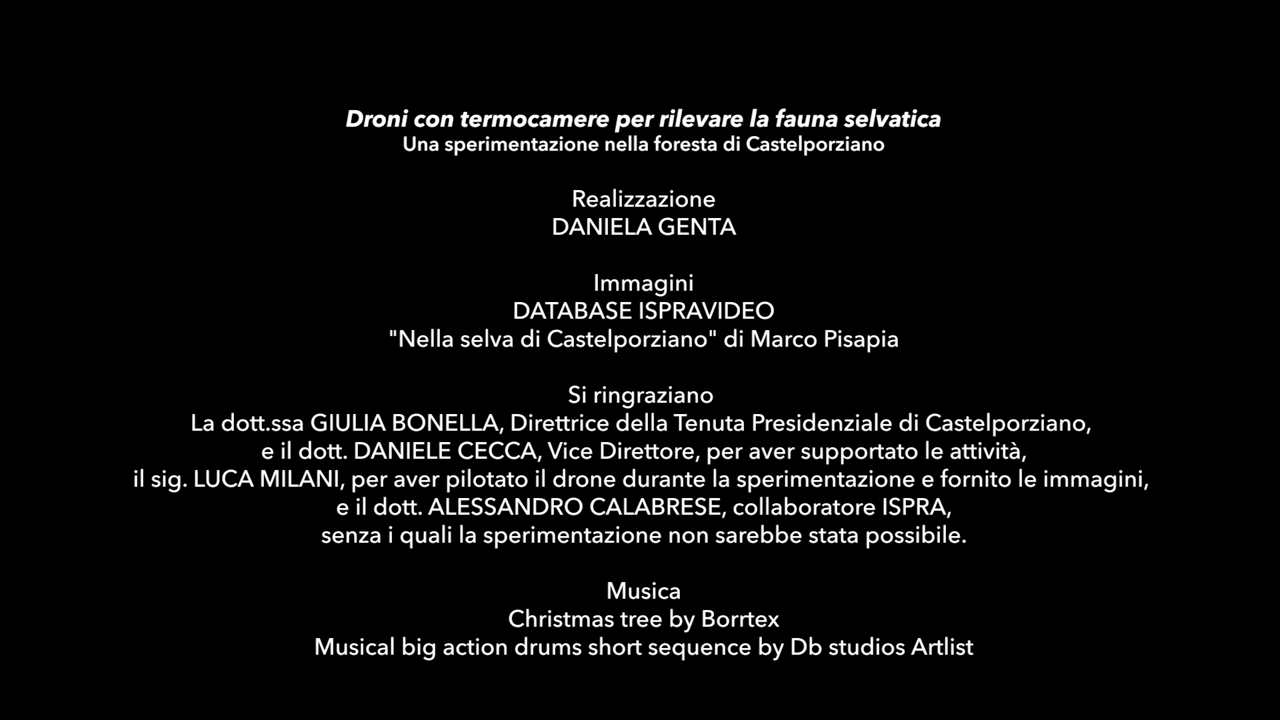 Droni con termocamere per rilevare la fauna selvatica
Una sperimentazione nella foresta di Castelporziano
Realizzazione
DANIELA GENTA
Immagini
DATABASE ISPRAVIDEO
"Nella selva di Castelporziano" di Marco Pisapia
Si ringraziano
La dott.ssa GIULIA BONELLA, Direttrice della Tenuta Presidenziale di Castelporziano,
e il dott. DANIELE CECCA, Vice Direttore, per aver supportato le attività,
il sig. LUCA MILANI, per aver pilotato il drone durante la sperimentazione e fornito le immagini,
e il dott. ALESSANDRO CALABRESE, collaboratore ISPRA,
senza i quali la sperimentazione non sarebbe stata possibile.
Musica
Christmas tree by Borrtex
Musical big action drums short sequence by Db studios Artlist